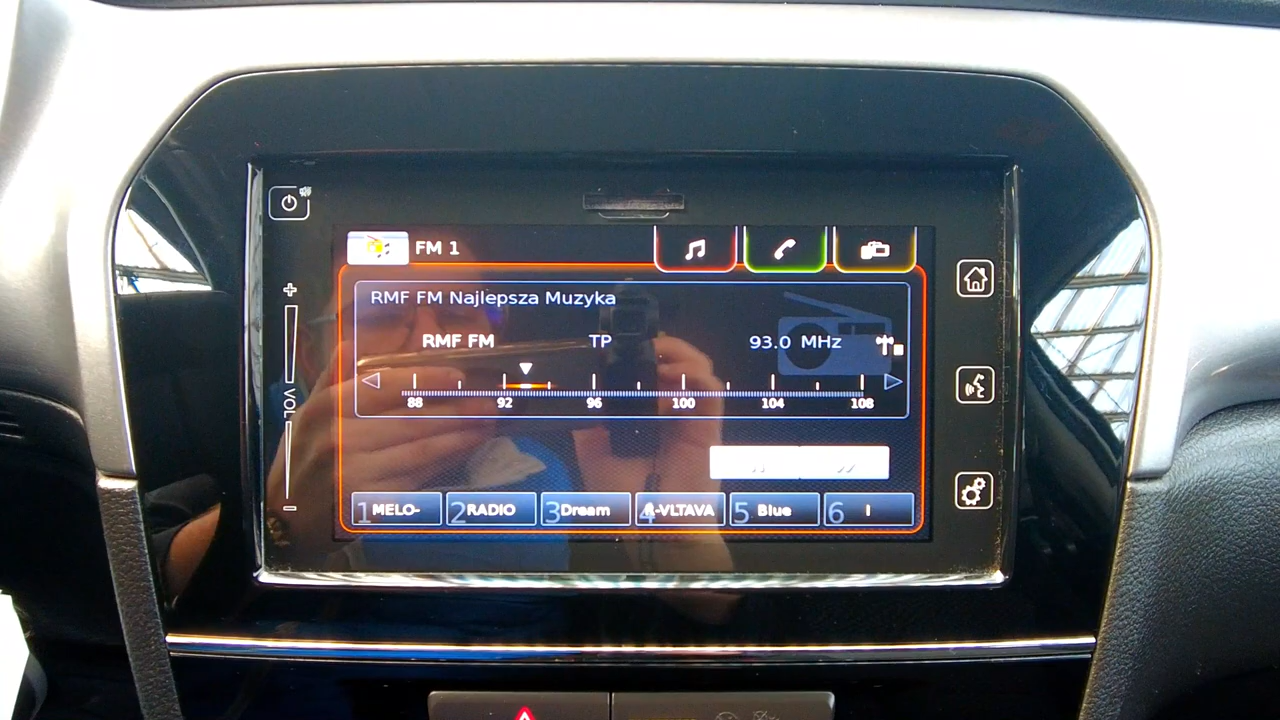 FM 1
RMF FM Najlepsza Muzyka
RMF FM TP 93.0 MHz
88 92 96 100 104 108
+
VOL
−
1 MELO- 2 RADIO 3 Dream 4 R-VLTAVA 5 Blue 6 I